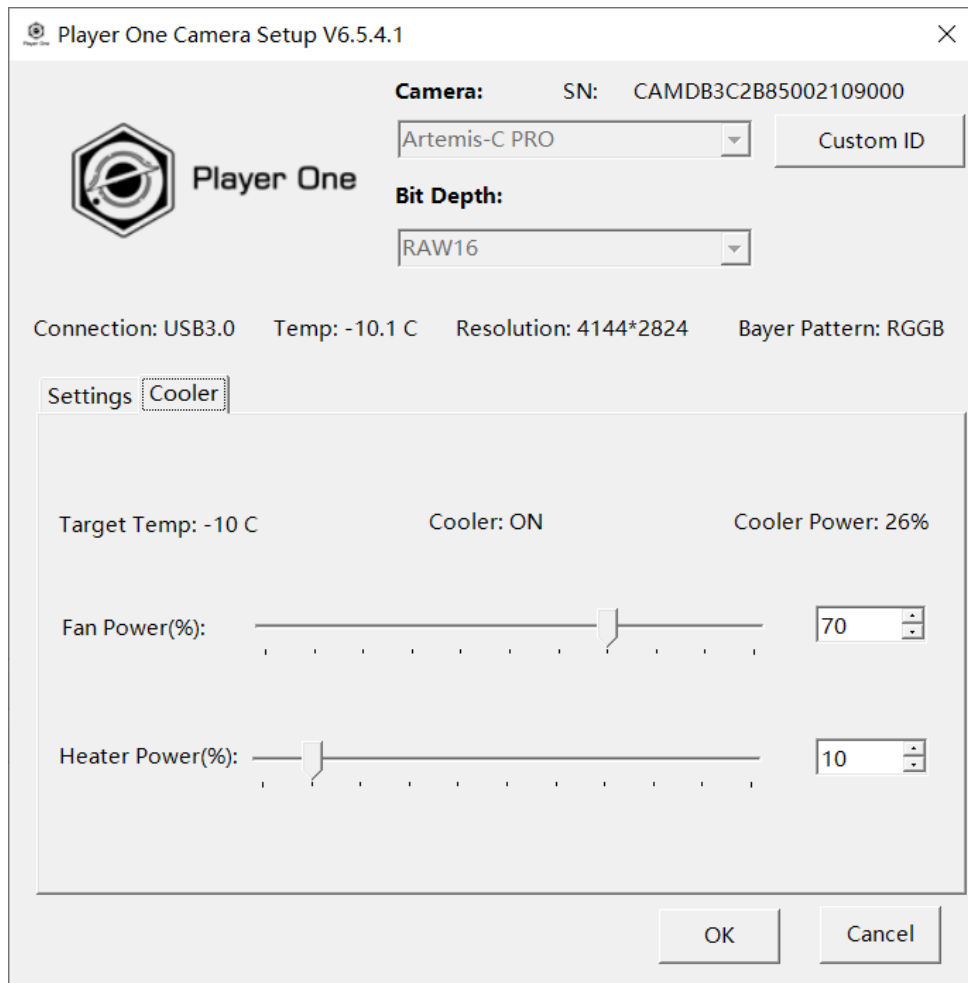 Player One Camera Setup V6.5.4.1
Camera: SN: CAMDB3C2B85002109000
Artemis-C PRO Custom ID
Player One
Bit Depth:
RAW16
Connection: USB3.0 Temp: -10.1 C Resolution: 4144*2824 Bayer Pattern: RGGB
Settings Cooler
Target Temp: -10 C Cooler: ON Cooler Power: 26%
Fan Power(%): 70
Heater Power(%): 10
OK Cancel